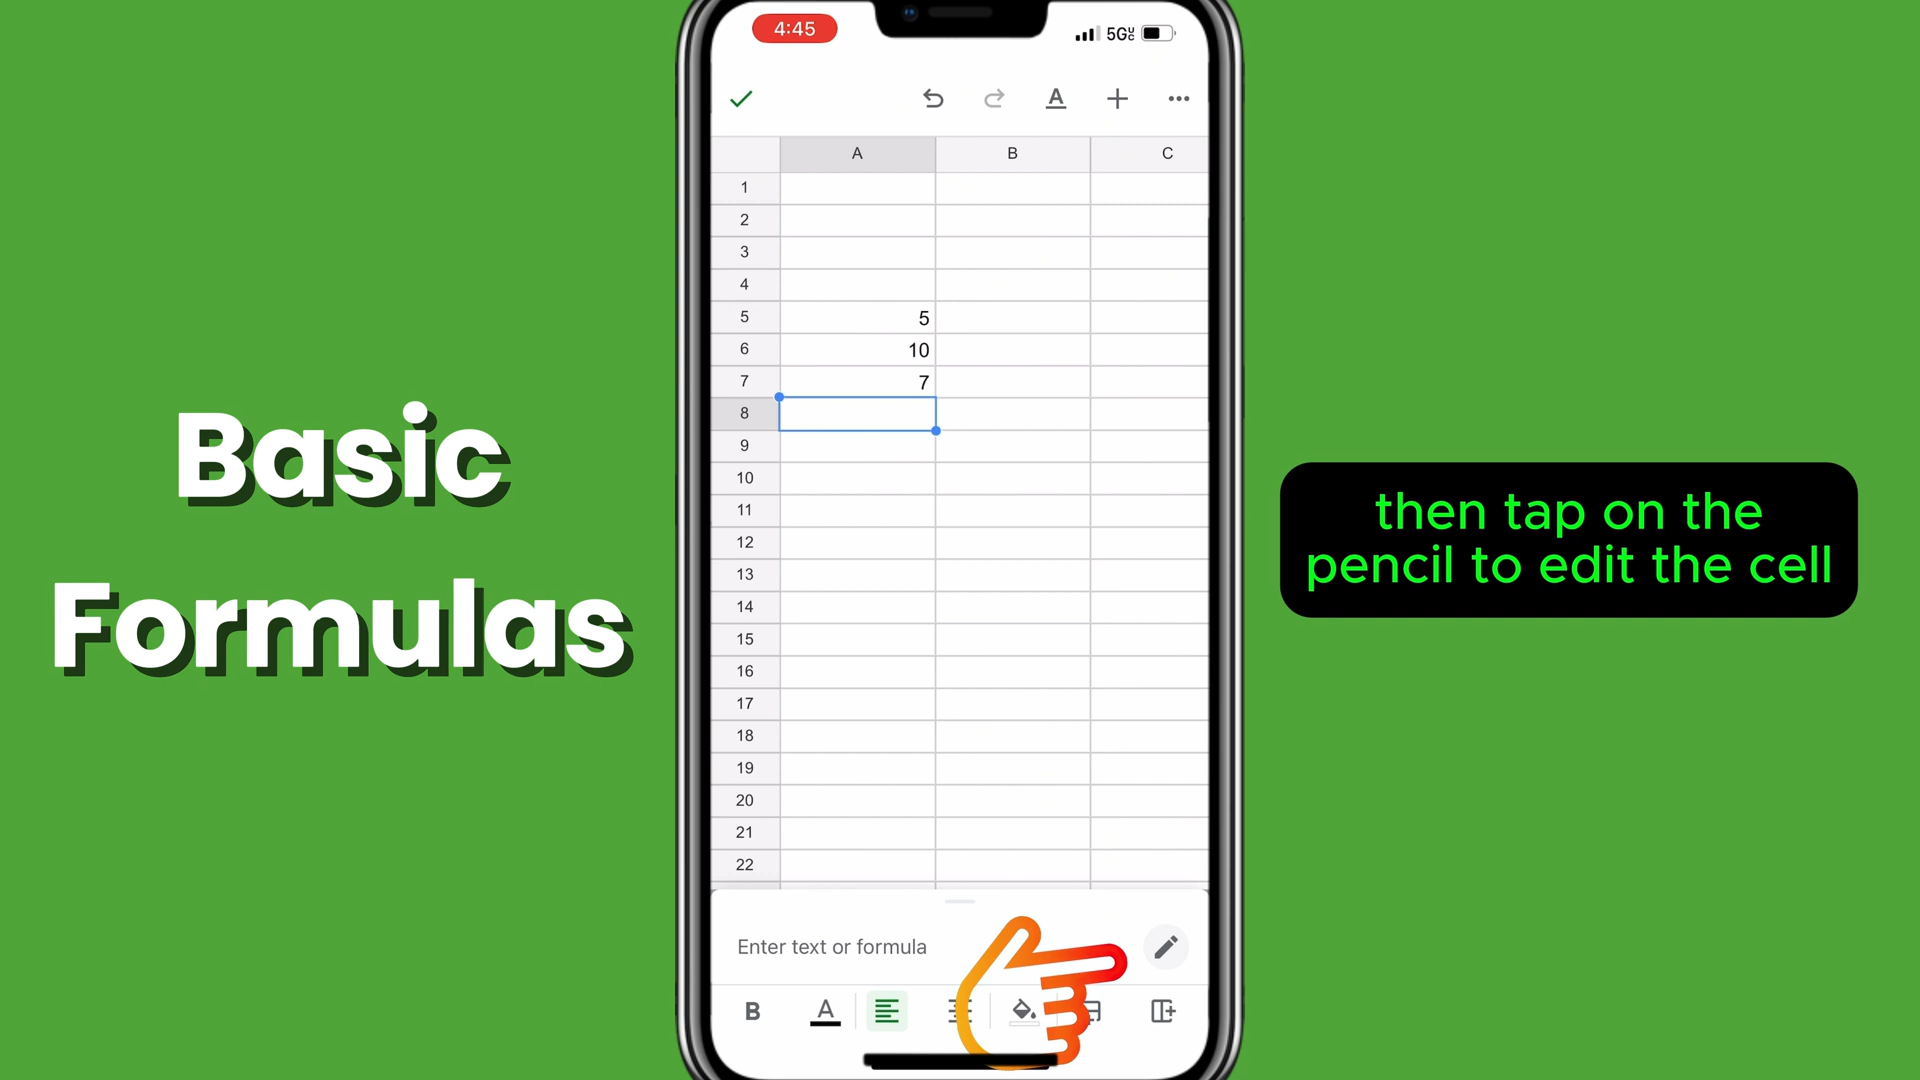 Basic
Formulas
4:45
5G UC
A
A B C
1
2
3
4
5 5
6 10
7 7
8
9
10
11
12
13
14
15
16
17
18
19
20
21
22
Enter text or formula
B A
then tap on the
pencil to edit the cell